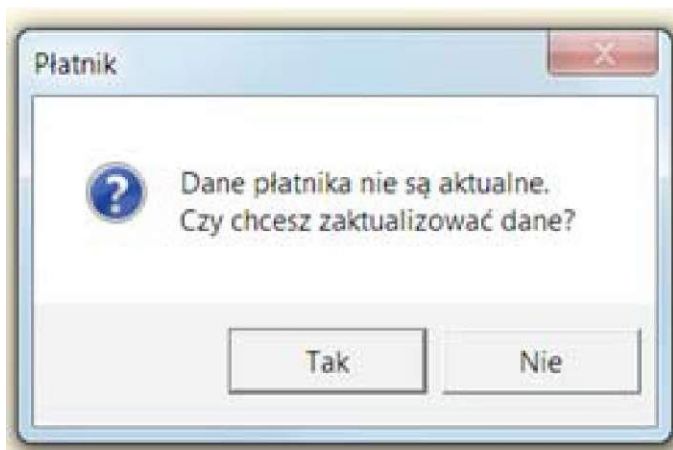 Płatnik
Dane płatnika nie są aktualne.
Czy chcesz zaktualizować dane?
Tak
Nie